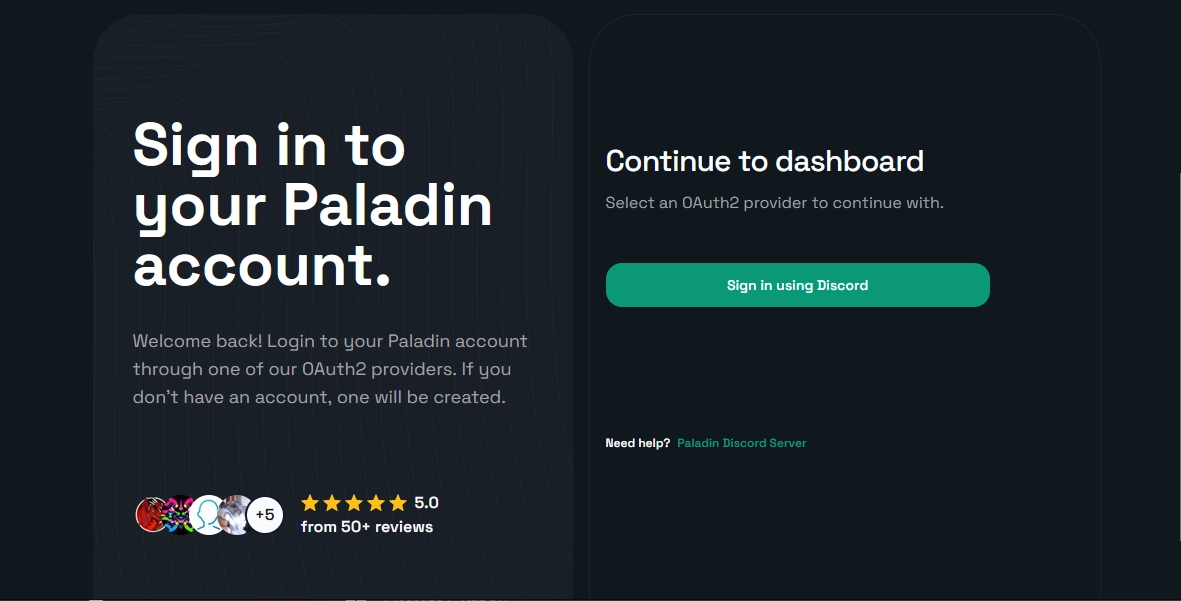 Sign in to
your Paladin
account.
Welcome back! Login to your Paladin account
through one of our OAuth2 providers. If you
don't have an account, one will be created.
+5
5.0
from 50+ reviews
Continue to dashboard
Select an OAuth2 provider to continue with.
Sign in using Discord
Need help? Paladin Discord Server